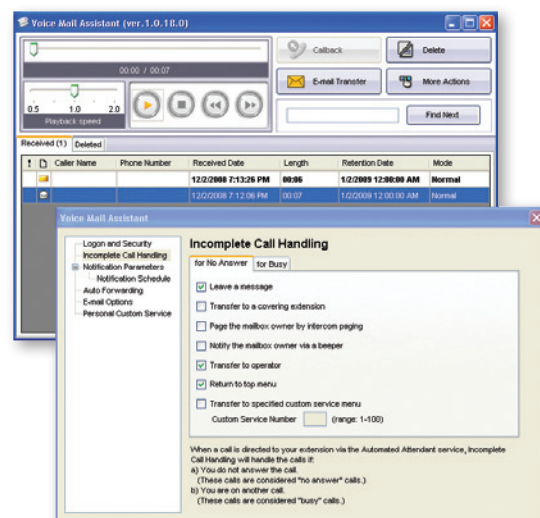 Voice Mail Assistant (ver.1.0.18.0)
00:00 / 00:07
0.5 1.0 2.0
Playback speed
Callback
Delete
E-mail Transfer
More Actions
Find Next
Received (1) Deleted
! Caller Name Phone Number Received Date Length Retention Date Mode
12/2/2008 7:13:26 PM 00:06 1/2/2009 12:00:00 AM Normal
12/2/2008 7:12:06 PM 00:07 1/2/2009 12:00:00 AM Normal
Voice Mail Assistant
Logon and Security
Incomplete Call Handling
Notification Parameters
Notification Schedule
Auto Forwarding
E-mail Options
Personal Custom Service
Incomplete Call Handling
for No Answer for Busy
Leave a message
Transfer to a covering extension
Page the mailbox owner by intercom paging
Notify the mailbox owner via a beeper
Transfer to operator
Return to top menu
Transfer to specified custom service menu
Custom Service Number (range: 1-100)
When a call is directed to your extension via the Automated Attendant service, Incomplete
Call Handling will handle the calls if:
a) You do not answer the call.
(These calls are considered "no answer" calls.)
b) You are on another call.
(These calls are considered "busy" calls.)